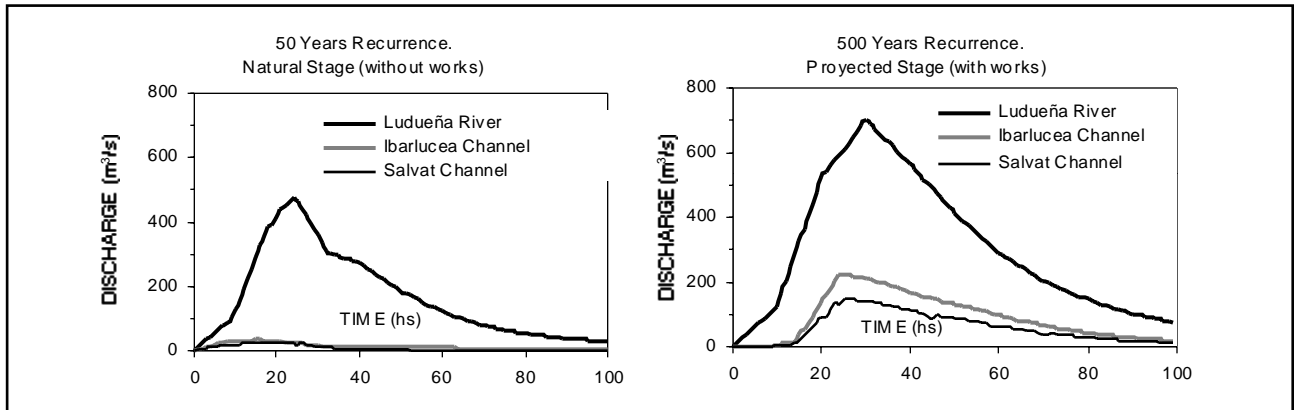 50 Years Recurrence.
Natural Stage (without works)
800
600
400
200
0
DISCHARGE (m³/s)
Ludueña River
Ibarlucea Channel
Salvat Channel
TIME (hs)
0 20 40 60 80 100
500 Years Recurrence.
Proyected Stage (with works)
800
600
400
200
0
DISCHARGE (m³/s)
Ludueña River
Ibarlucea Channel
Salvat Channel
TIME (hs)
0 20 40 60 80 100